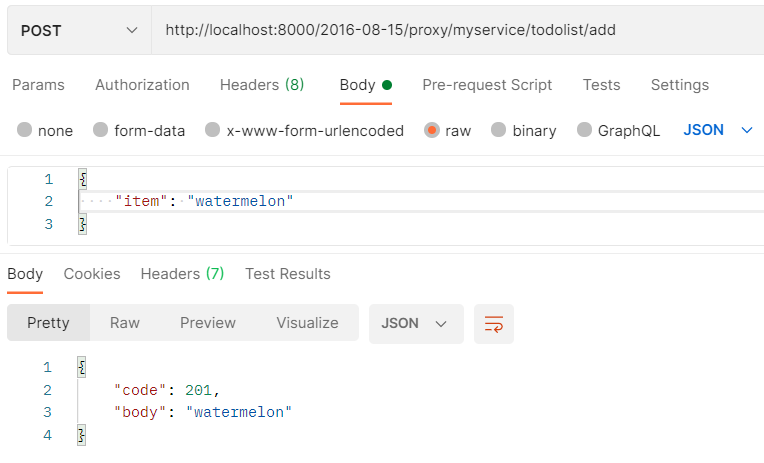 POST http://localhost:8000/2016-08-15/proxy/myservice/todolist/add
Params Authorization Headers (8) Body Pre-request Script Tests Settings
none form-data x-www-form-urlencoded raw binary GraphQL JSON
1 {
2 "item": "watermelon"
3 }
Body Cookies Headers (7) Test Results
Pretty Raw Preview Visualize JSON
1 {
2 "code": 201,
3 "body": "watermelon"
4 }